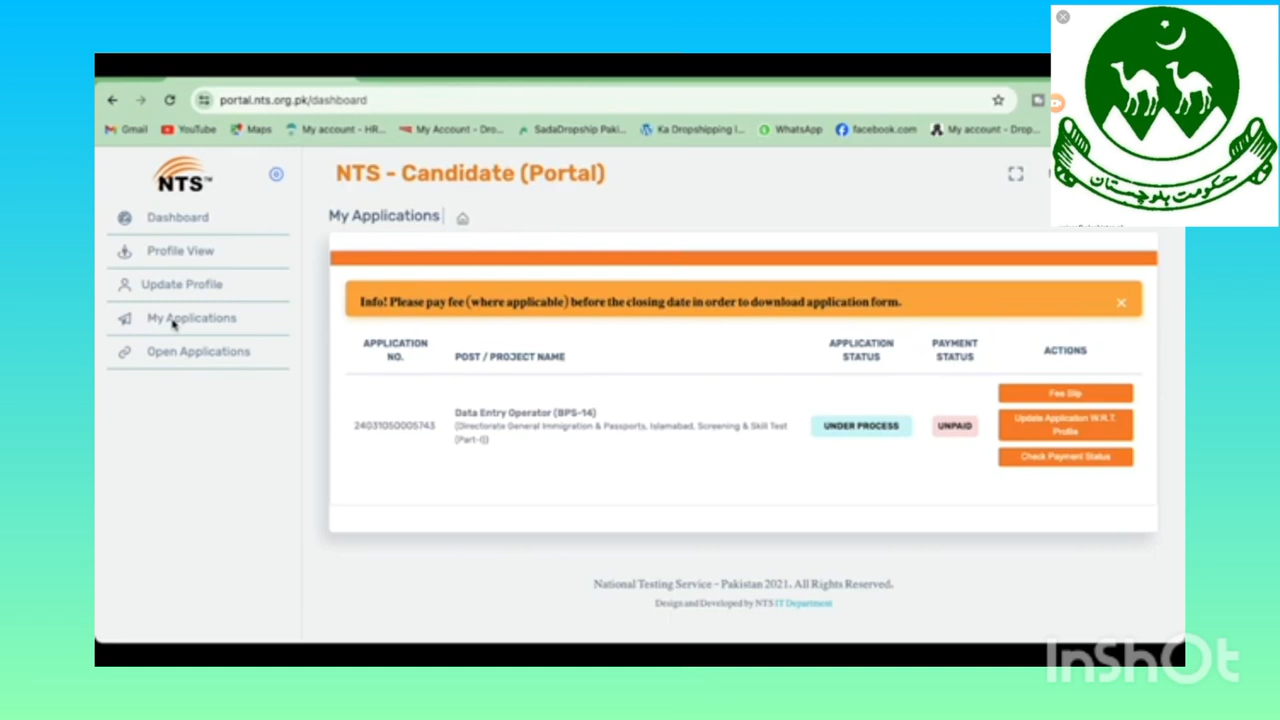 portal.nts.org.pk/dashboard
Gmail
YouTube
Maps
My account - HR...
My Account - Dro...
SadaDropship Paki...
Ka Dropshipping I...
WhatsApp
facebook.com
My account - Drop...
حکومت بلوچستان
NTS™
NTS - Candidate (Portal)
Dashboard
Profile View
Update Profile
My Applications
Open Applications
My Applications
Info! Please pay fee (where applicable) before the closing date in order to download application form.
APPLICATION
NO.
POST / PROJECT NAME
APPLICATION
STATUS
PAYMENT
STATUS
ACTIONS
24031050005743
Data Entry Operator (BPS-14)
(Directorate General Immigration & Passports, Islamabad, Screening & Skill Test
(Part-I))
UNDER PROCESS
UNPAID
Fee Slip
Update Application W.R.T.
Profile
Check Payment Status
National Testing Service - Pakistan 2021. All Rights Reserved.
Design and Developed by NTS IT Department
InShOt